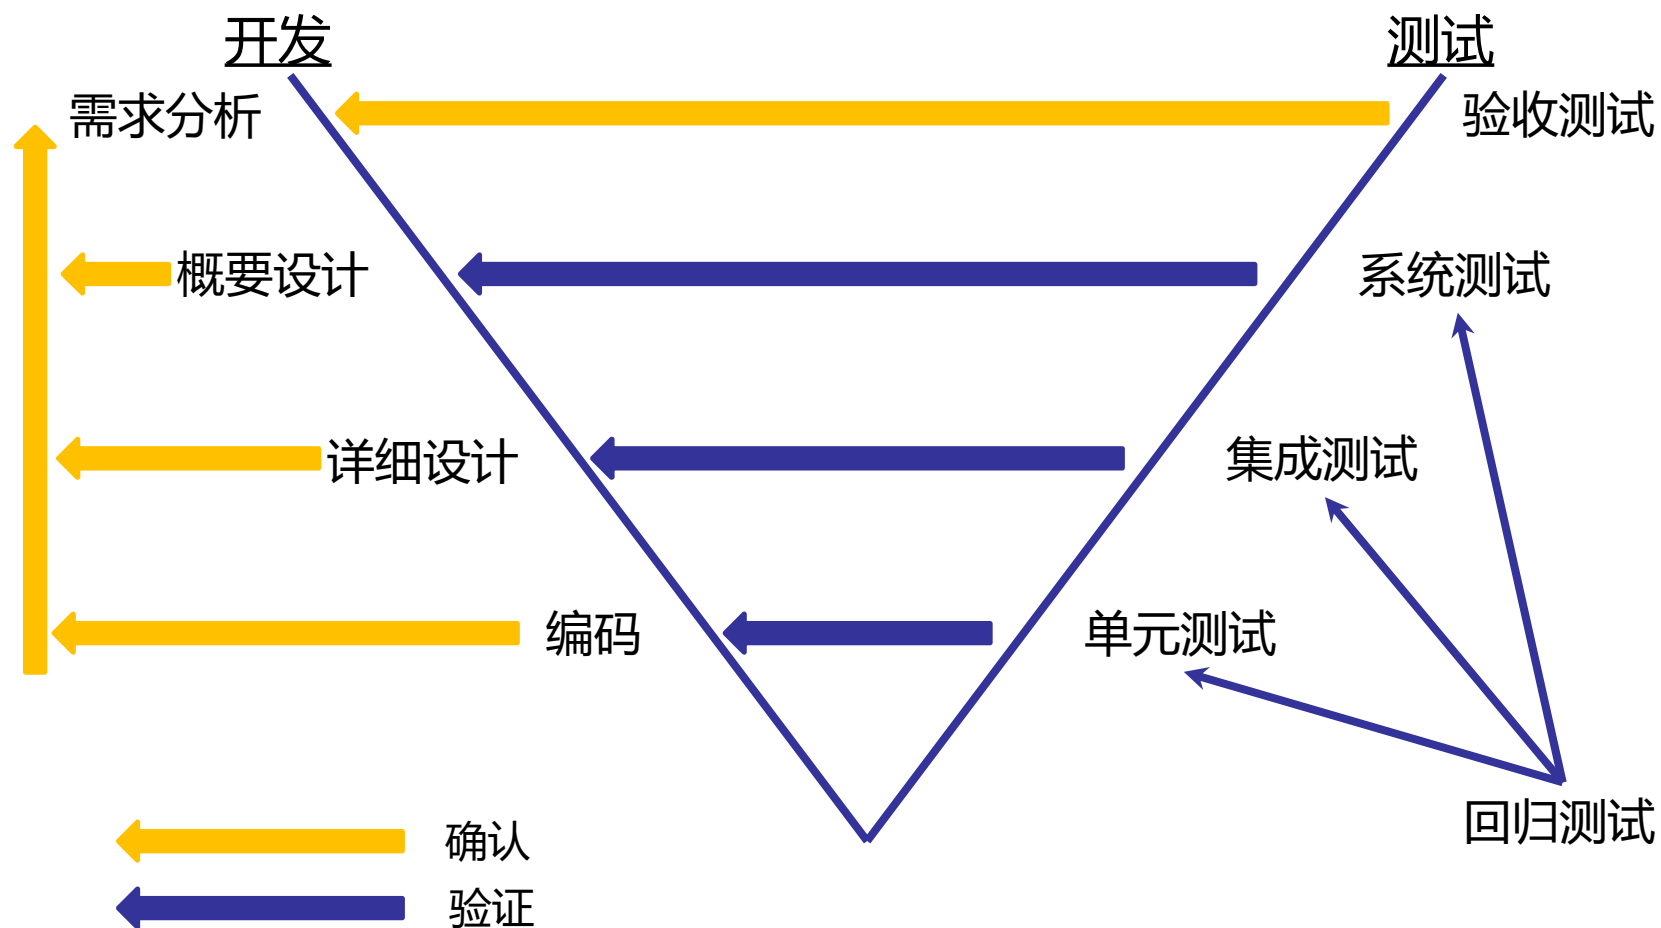 开发
测试
需求分析
验收测试
概要设计
系统测试
详细设计
集成测试
编码
单元测试
回归测试
确认
验证